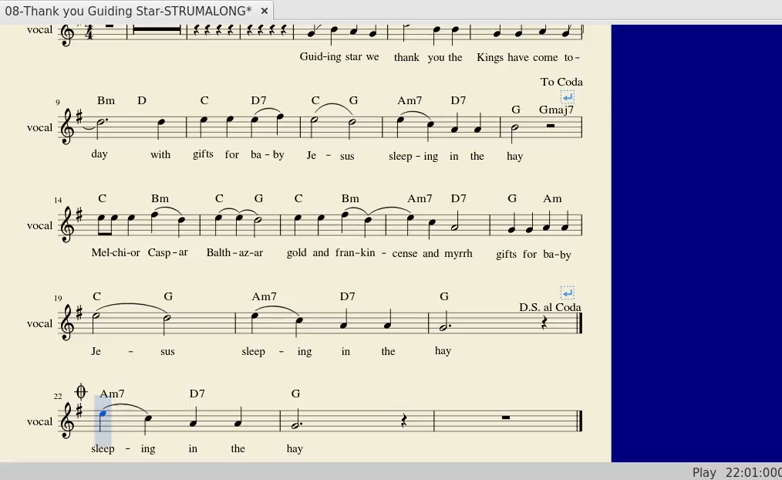 08-Thank you Guiding Star-STRUMALONG* ×
vocal
4
Guid-ing star we thank you the Kings have come to-
To Coda
9 Bm D C D7 C G Am7 D7 G Gmaj7
vocal
day with gifts for ba-by Je - sus sleep-ing in the hay
14 C Bm C G C Bm Am7 D7 G Am
vocal
Mel-chi-or Casp-ar Balth-az-ar gold and fran-kin-cense and myrrh gifts for ba-by
19 C G Am7 D7 G D.S. al Coda
vocal
Je - sus sleep - ing in the hay
22 Am7 D7 G
vocal
sleep - ing in the hay
Play 22:01:000